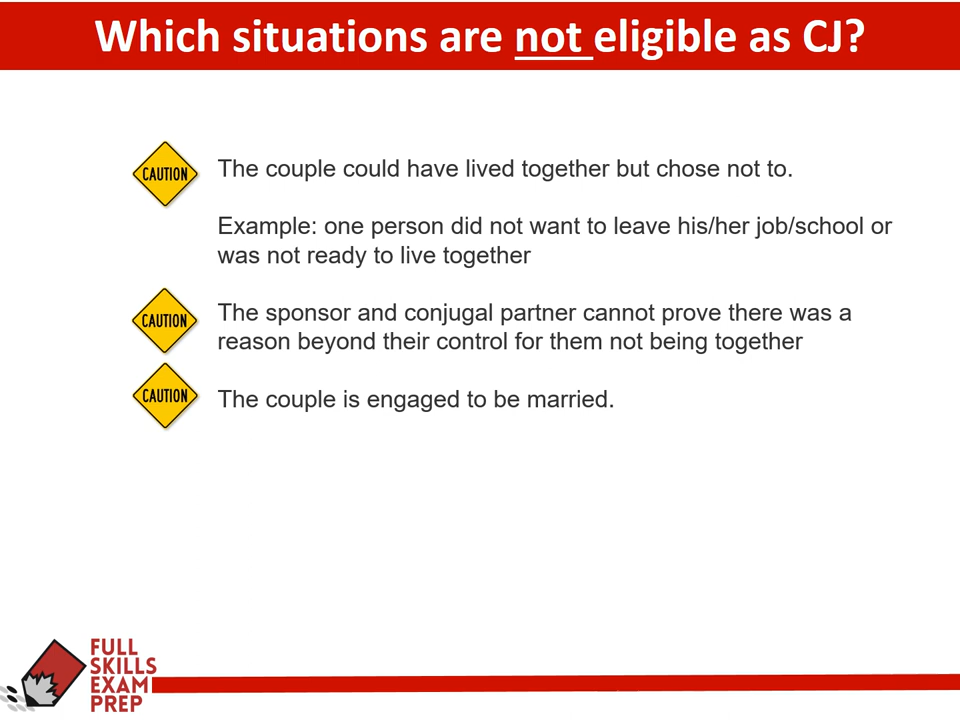 Which situations are not eligible as CJ?
CAUTION
The couple could have lived together but chose not to.
Example: one person did not want to leave his/her job/school or
was not ready to live together
CAUTION
The sponsor and conjugal partner cannot prove there was a
reason beyond their control for them not being together
CAUTION
The couple is engaged to be married.
FULL
SKILLS
EXAM
PREP